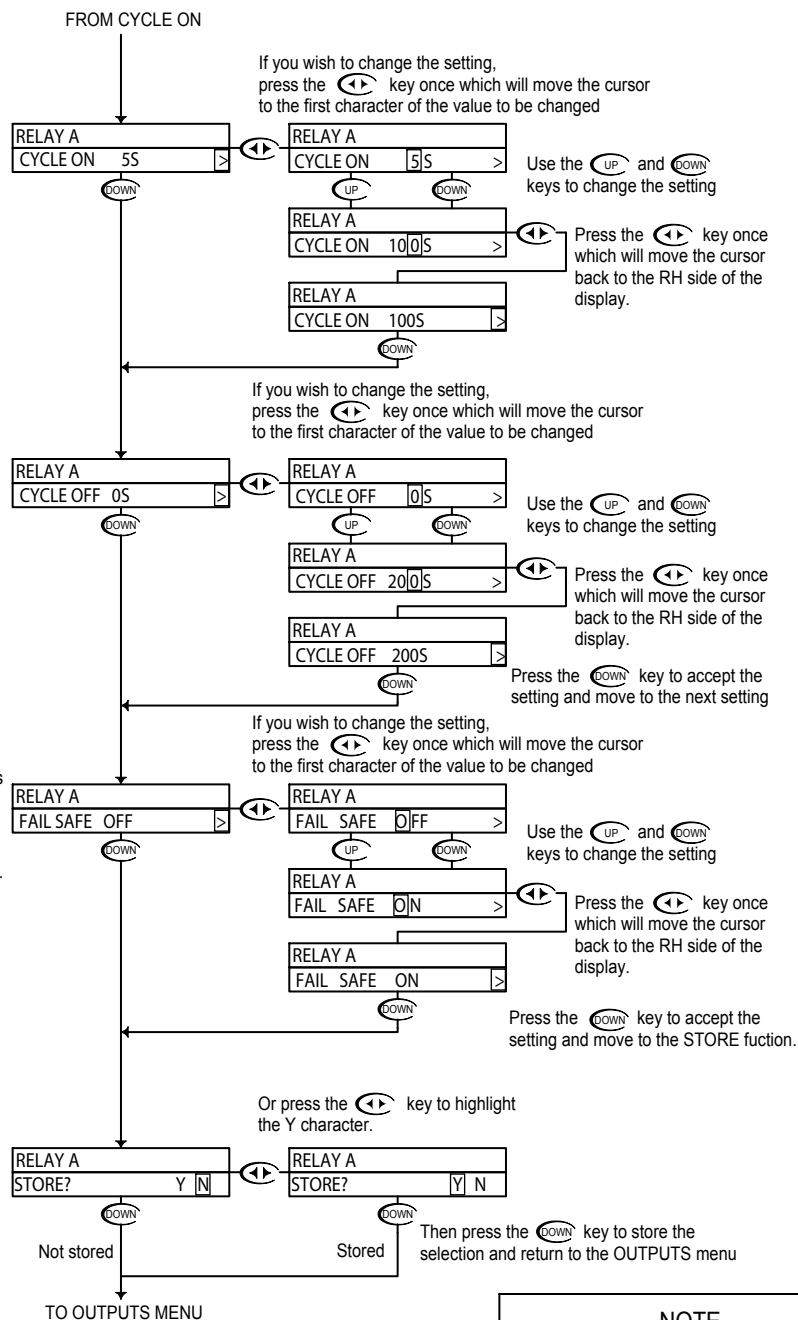 FROM CYCLE ON
If you wish to change the setting,
press the key once which will move the cursor
to the first character of the value to be changed
RELAY A
CYCLE ON 5S >
DOWN
RELAY A
CYCLE ON 5S >
UP DOWN
Use the UP and DOWN
keys to change the setting
RELAY A
CYCLE ON 100S >
Press the key once
which will move the cursor
back to the RH side of the
display.
RELAY A
CYCLE ON 100S >
DOWN
If you wish to change the setting,
press the key once which will move the cursor
to the first character of the value to be changed
RELAY A
CYCLE OFF 0S >
DOWN
RELAY A
CYCLE OFF 0S >
UP DOWN
Use the UP and DOWN
keys to change the setting
RELAY A
CYCLE OFF 200S >
Press the key once
which will move the cursor
back to the RH side of the
display.
RELAY A
CYCLE OFF 200S >
DOWN
Press the DOWN key to accept the
setting and move to the next setting
If you wish to change the setting,
press the key once which will move the cursor
to the first character of the value to be changed
s
RELAY A
FAIL SAFE OFF >
DOWN
RELAY A
FAIL SAFE OFF >
UP DOWN
Use the UP and DOWN
keys to change the setting
RELAY A
FAIL SAFE ON >
Press the key once
which will move the cursor
back to the RH side of the
display.
RELAY A
FAIL SAFE ON >
DOWN
Press the DOWN key to accept the
setting and move to the STORE fuction.
Or press the key to highlight
the Y character.
RELAY A
STORE? Y N
DOWN
Not stored
RELAY A
STORE? Y N
DOWN
Stored
Then press the DOWN key to store the
selection and return to the OUTPUTS menu
TO OUTPUTS MENU